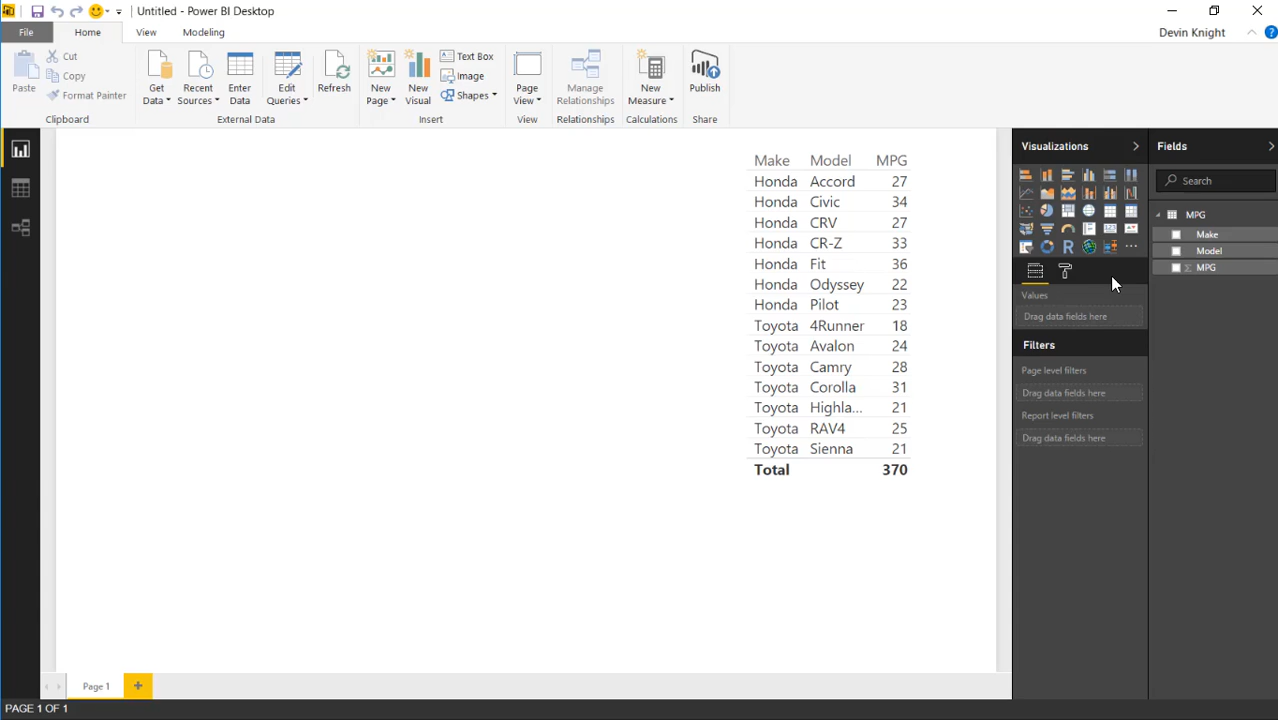 Untitled - Power BI Desktop
File Home View Modeling Devin Knight ?
Paste
Cut
Copy
Format Painter
Clipboard
Get Data
Recent Sources
Enter Data
Edit Queries
Refresh
External Data
New Page
New Visual
Text Box
Image
Shapes
Insert
Page View
View
Manage Relationships
Relationships
New Measure
Calculations
Publish
Share
Make Model MPG
Honda Accord 27
Honda Civic 34
Honda CRV 27
Honda CR-Z 33
Honda Fit 36
Honda Odyssey 22
Honda Pilot 23
Toyota 4Runner 18
Toyota Avalon 24
Toyota Camry 28
Toyota Corolla 31
Toyota Highla... 21
Toyota RAV4 25
Toyota Sienna 21
Total 370
Visualizations
R
...
Values
Drag data fields here
Filters
Page level filters
Drag data fields here
Report level filters
Drag data fields here
Fields
Search
MPG
Make
Model
Σ MPG
Page 1 +
PAGE 1 OF 1